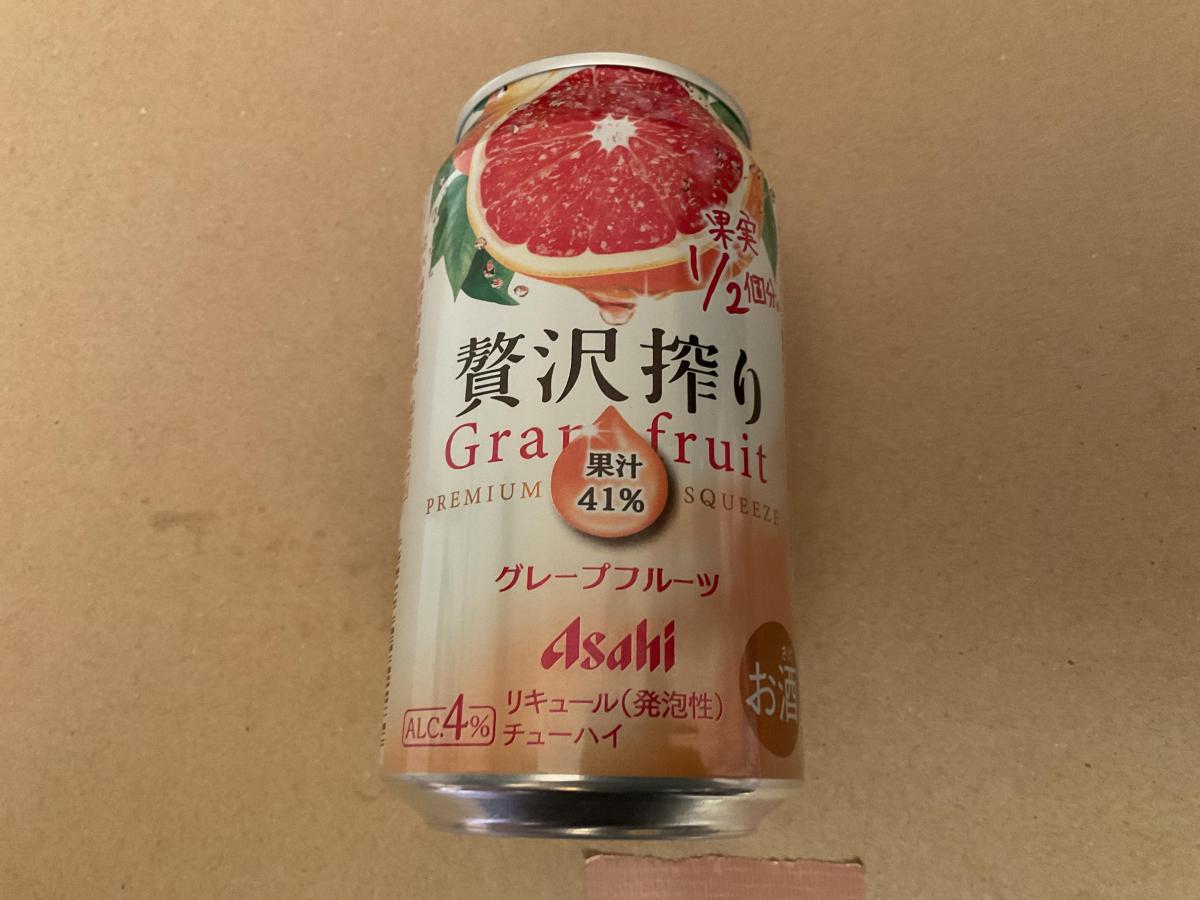 果実
1/2個分
贅沢搾り
Grapefruit
果汁
41%
PREMIUM SQUEEZE
グレープフルーツ
Asahi
お酒
ALC.4%
リキュール(発泡性)
チューハイ